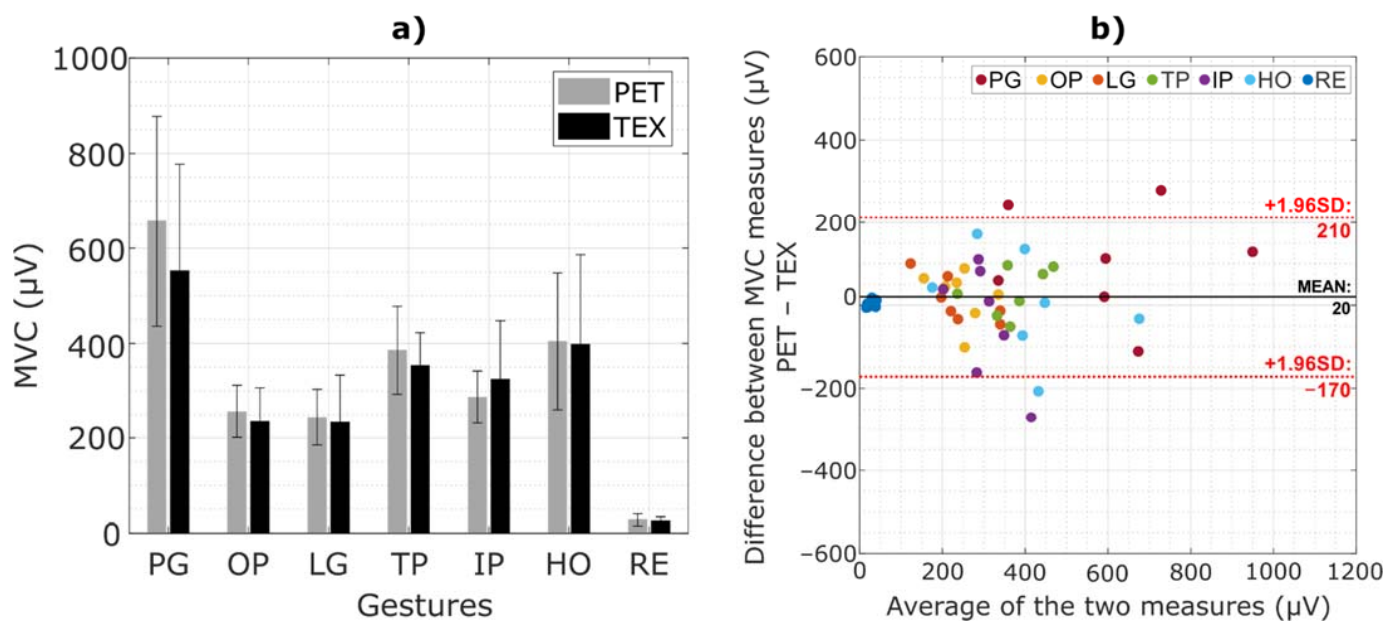 a)
MVC (µV)
1000
800
600
400
200
0
PET
TEX
PG OP LG TP IP HO RE
Gestures
b)
Difference between MVC measures (µV)
PET – TEX
600
400
200
0
−200
−400
−600
PG OP LG TP IP HO RE
+1.96SD:
210
MEAN:
20
+1.96SD:
−170
0 200 400 600 800 1000 1200
Average of the two measures (µV)